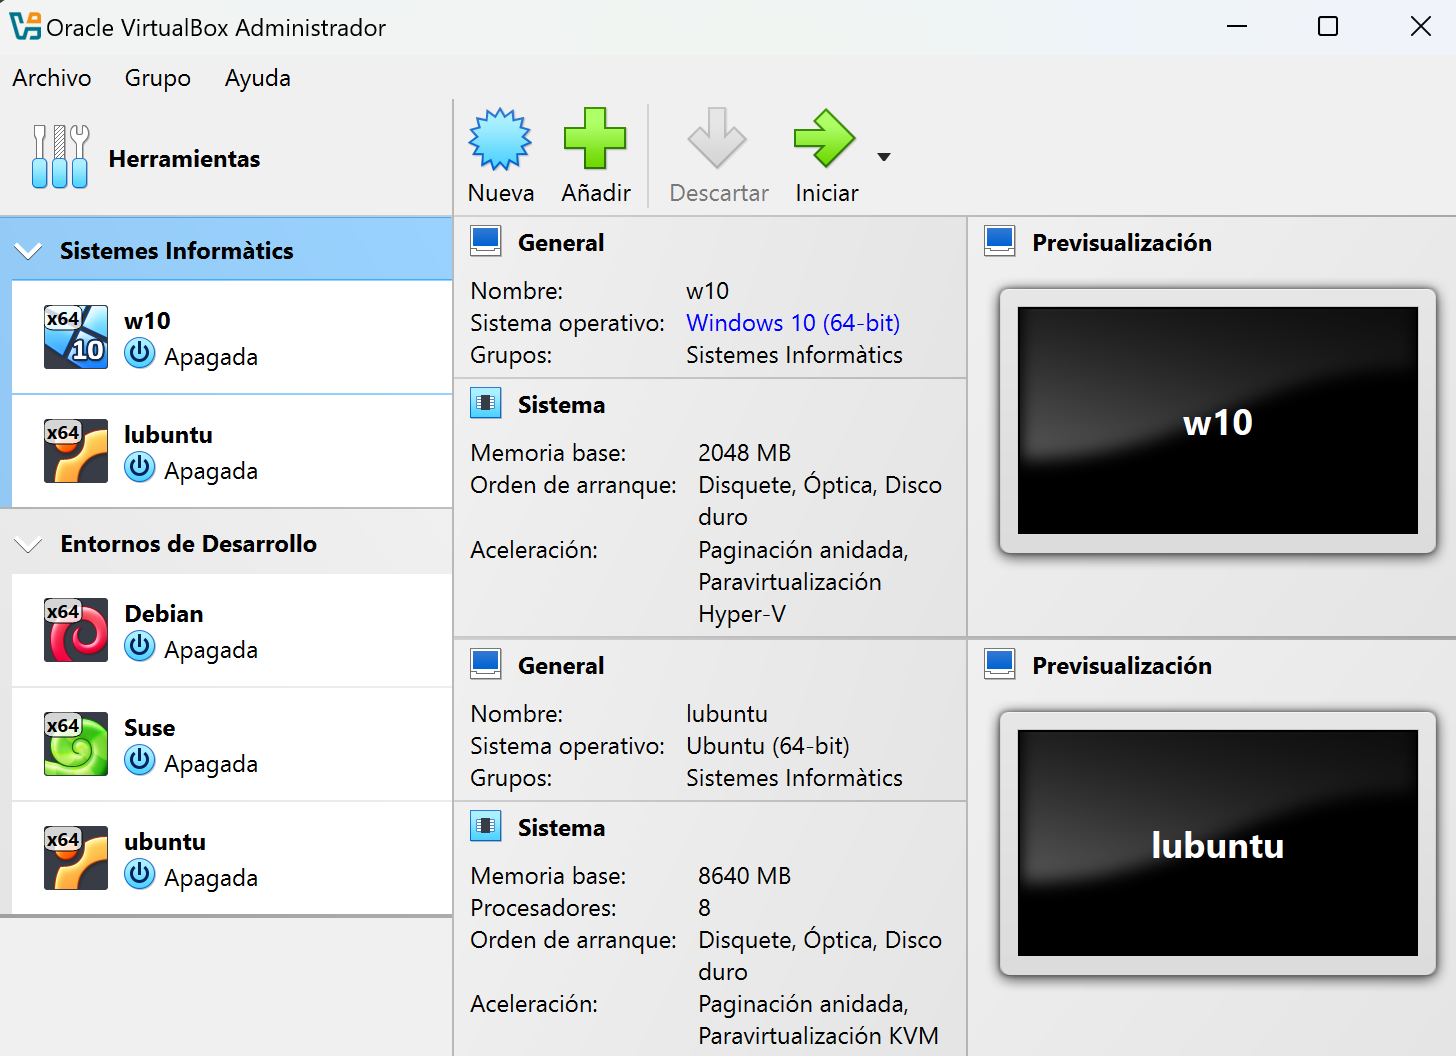 Oracle VirtualBox Administrador
Archivo Grupo Ayuda
Herramientas
Nueva Añadir Descartar Iniciar
Sistemes Informàtics
x64 10 w10
Apagada
x64 lubuntu
Apagada
Entornos de Desarrollo
x64 Debian
Apagada
x64 Suse
Apagada
x64 ubuntu
Apagada
General
Nombre: w10
Sistema operativo: Windows 10 (64-bit)
Grupos: Sistemes Informàtics
Sistema
Memoria base: 2048 MB
Orden de arranque: Disquete, Óptica, Disco
duro
Aceleración: Paginación anidada,
Paravirtualización
Hyper-V
Previsualización
w10
General
Nombre: lubuntu
Sistema operativo: Ubuntu (64-bit)
Grupos: Sistemes Informàtics
Sistema
Memoria base: 8640 MB
Procesadores: 8
Orden de arranque: Disquete, Óptica, Disco
duro
Aceleración: Paginación anidada,
Paravirtualización KVM
Previsualización
lubuntu